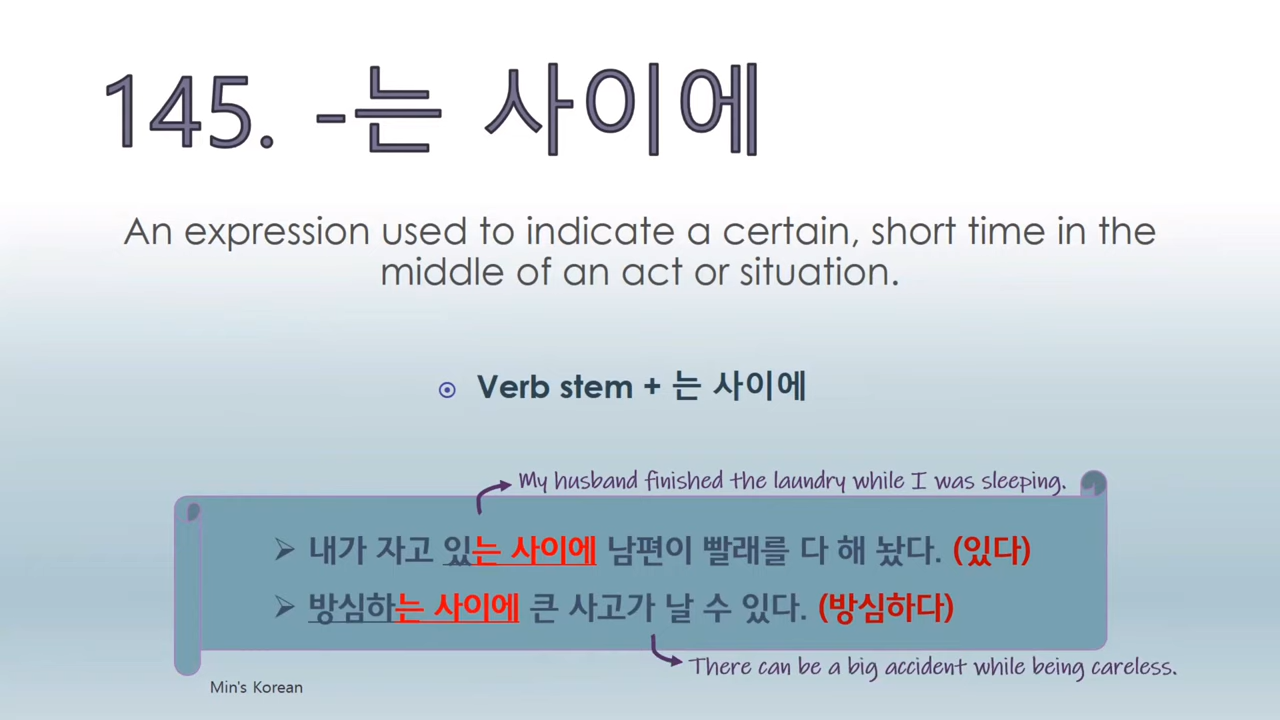 145. -는 사이에
An expression used to indicate a certain, short time in the
middle of an act or situation.
Verb stem + 는 사이에
My husband finished the laundry while I was sleeping.
내가 자고 있는 사이에 남편이 빨래를 다 해 놨다. (있다)
방심하는 사이에 큰 사고가 날 수 있다. (방심하다)
There can be a big accident while being careless.
Min's Korean